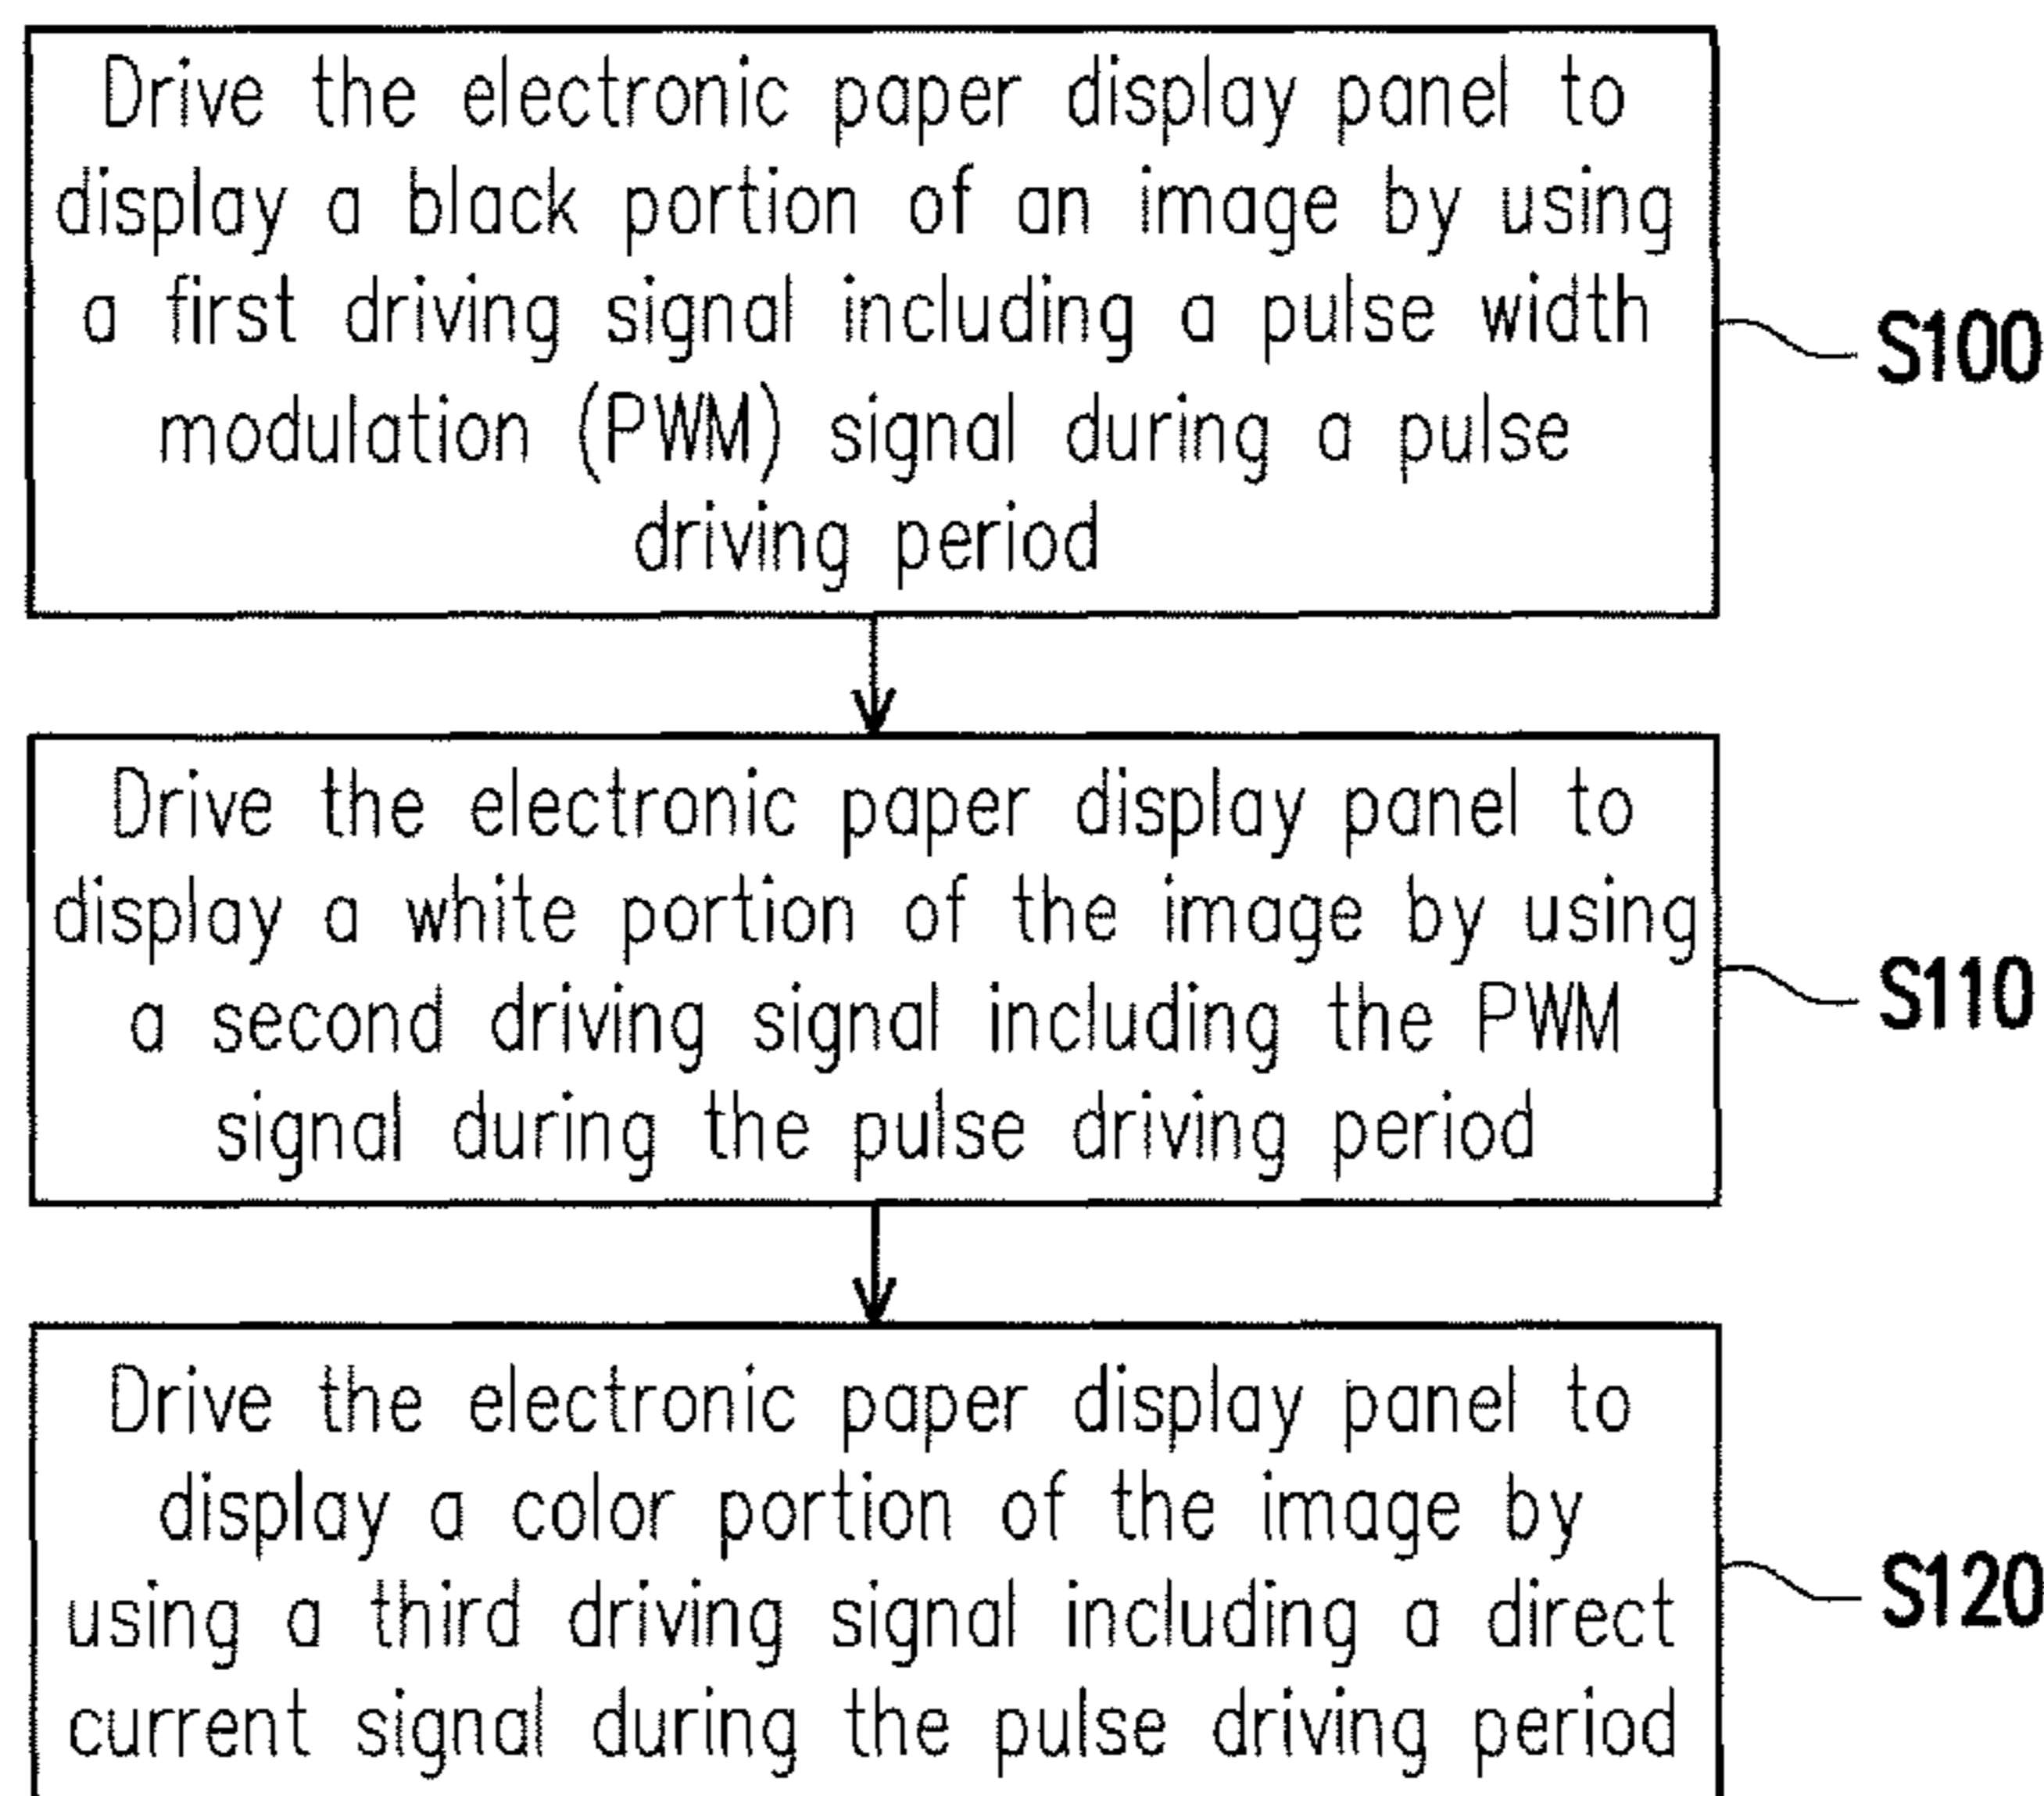 Drive the electronic paper display panel to
display a black portion of an image by using
a first driving signal including a pulse width
modulation (PWM) signal during a pulse
driving period
S100
Drive the electronic paper display panel to
display a white portion of the image by using
a second driving signal including the PWM
signal during the pulse driving period
S110
Drive the electronic paper display panel to
display a color portion of the image by
using a third driving signal including a direct
current signal during the pulse driving period
S120